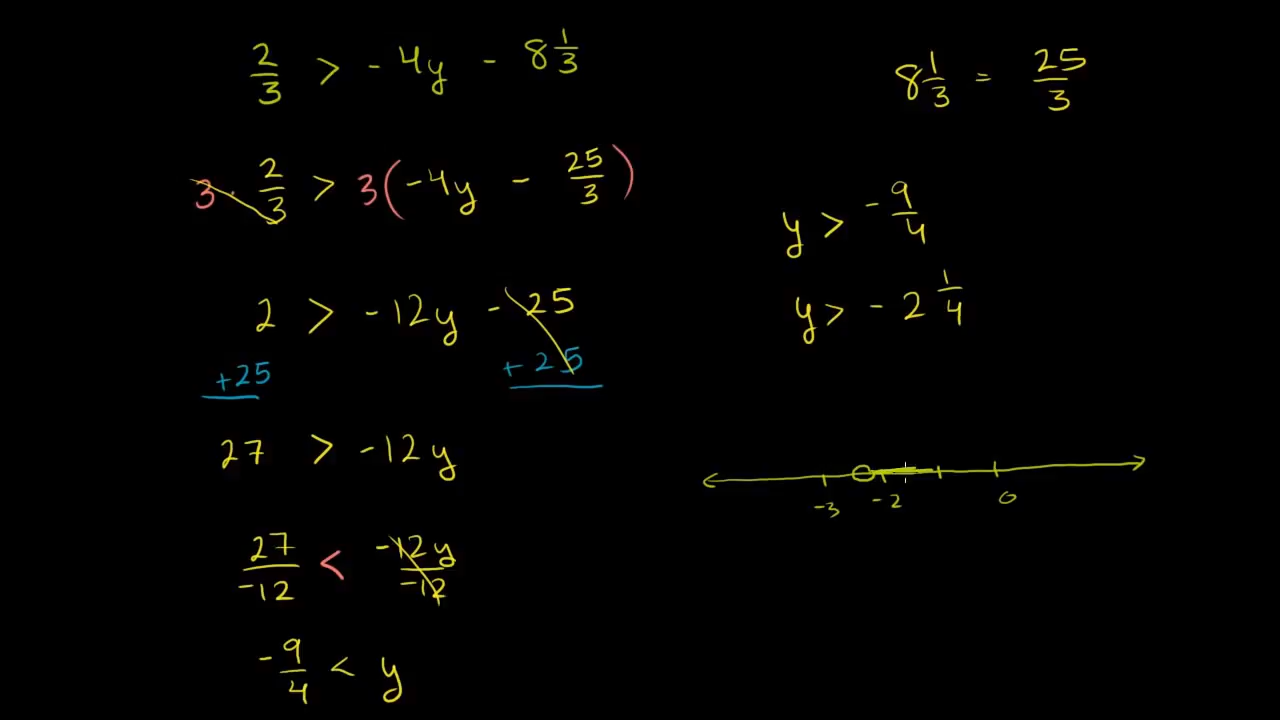 2/3 > - 4y - 8 1/3
3 · 2/3 > 3(-4y - 25/3)
2 > -12y - 25
+25 +25
27 > -12y
27/-12 < -12y/-12
-9/4 < y
8 1/3 = 25/3
y > -9/4
y > -2 1/4
-3 -2 0